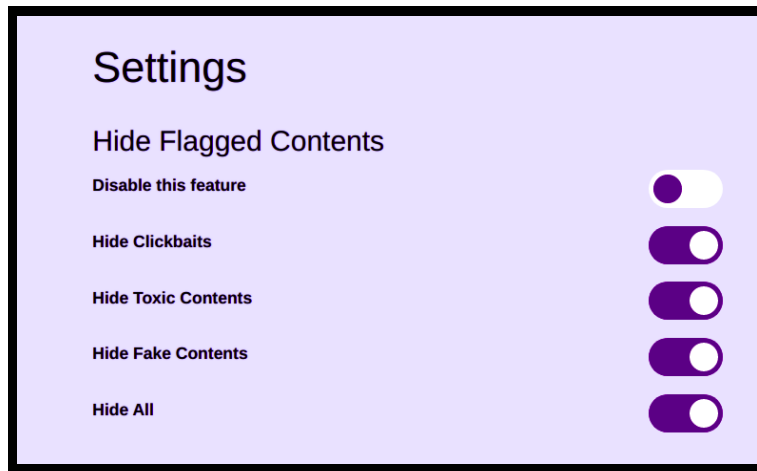 Settings
Hide Flagged Contents
Disable this feature
Hide Clickbaits
Hide Toxic Contents
Hide Fake Contents
Hide All